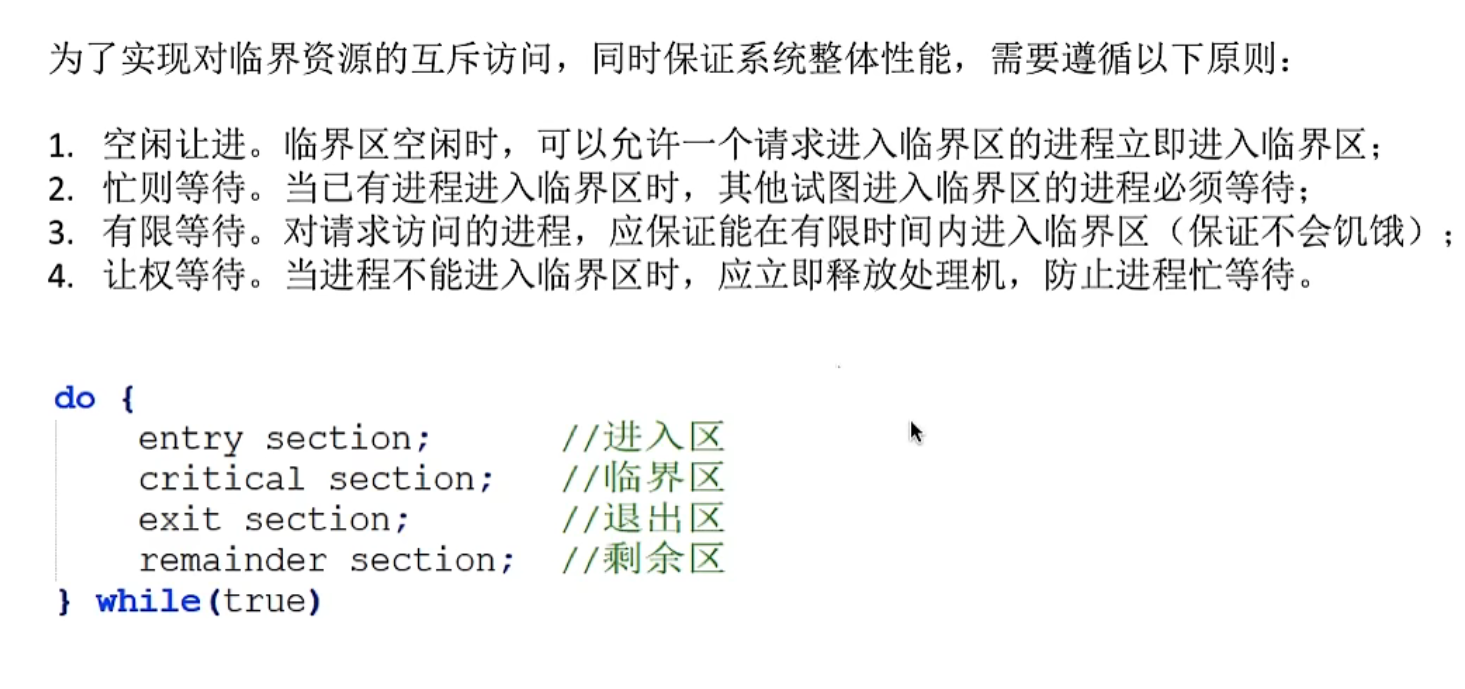 为了实现对临界资源的互斥访问，同时保证系统整体性能，需要遵循以下原则：
1. 空闲让进。临界区空闲时，可以允许一个请求进入临界区的进程立即进入临界区；
2. 忙则等待。当已有进程进入临界区时，其他试图进入临界区的进程必须等待；
3. 有限等待。对请求访问的进程，应保证能在有限时间内进入临界区（保证不会饥饿）；
4. 让权等待。当进程不能进入临界区时，应立即释放处理机，防止进程忙等待。
do {
entry section; //进入区
critical section; //临界区
exit section; //退出区
remainder section; //剩余区
} while(true)